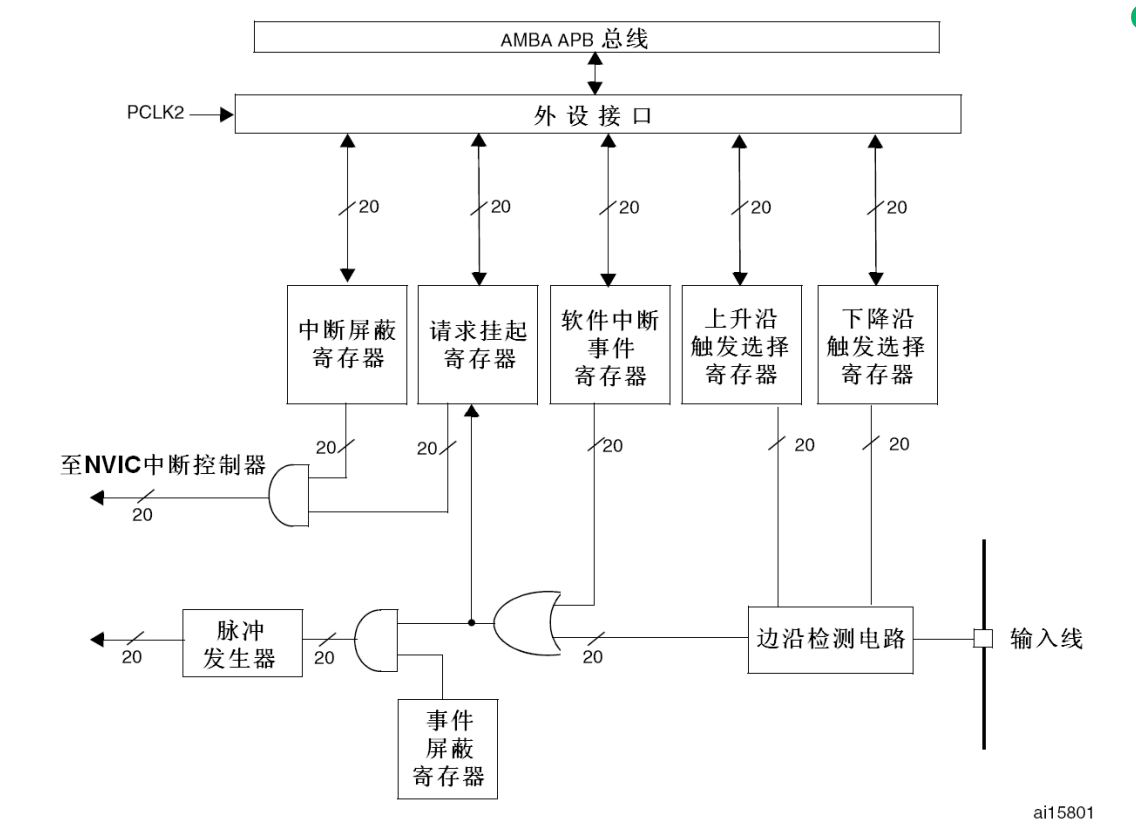 AMBA APB 总线
PCLK2
外设接口
20
20
20
20
20
中断屏蔽
寄存器
请求挂起
寄存器
软件中断
事件
寄存器
上升沿
触发选择
寄存器
下降沿
触发选择
寄存器
20
20
20
20
20
至NVIC中断控制器
20
脉冲
发生器
20
20
20
边沿检测电路
输入线
事件
屏蔽
寄存器
ai15801